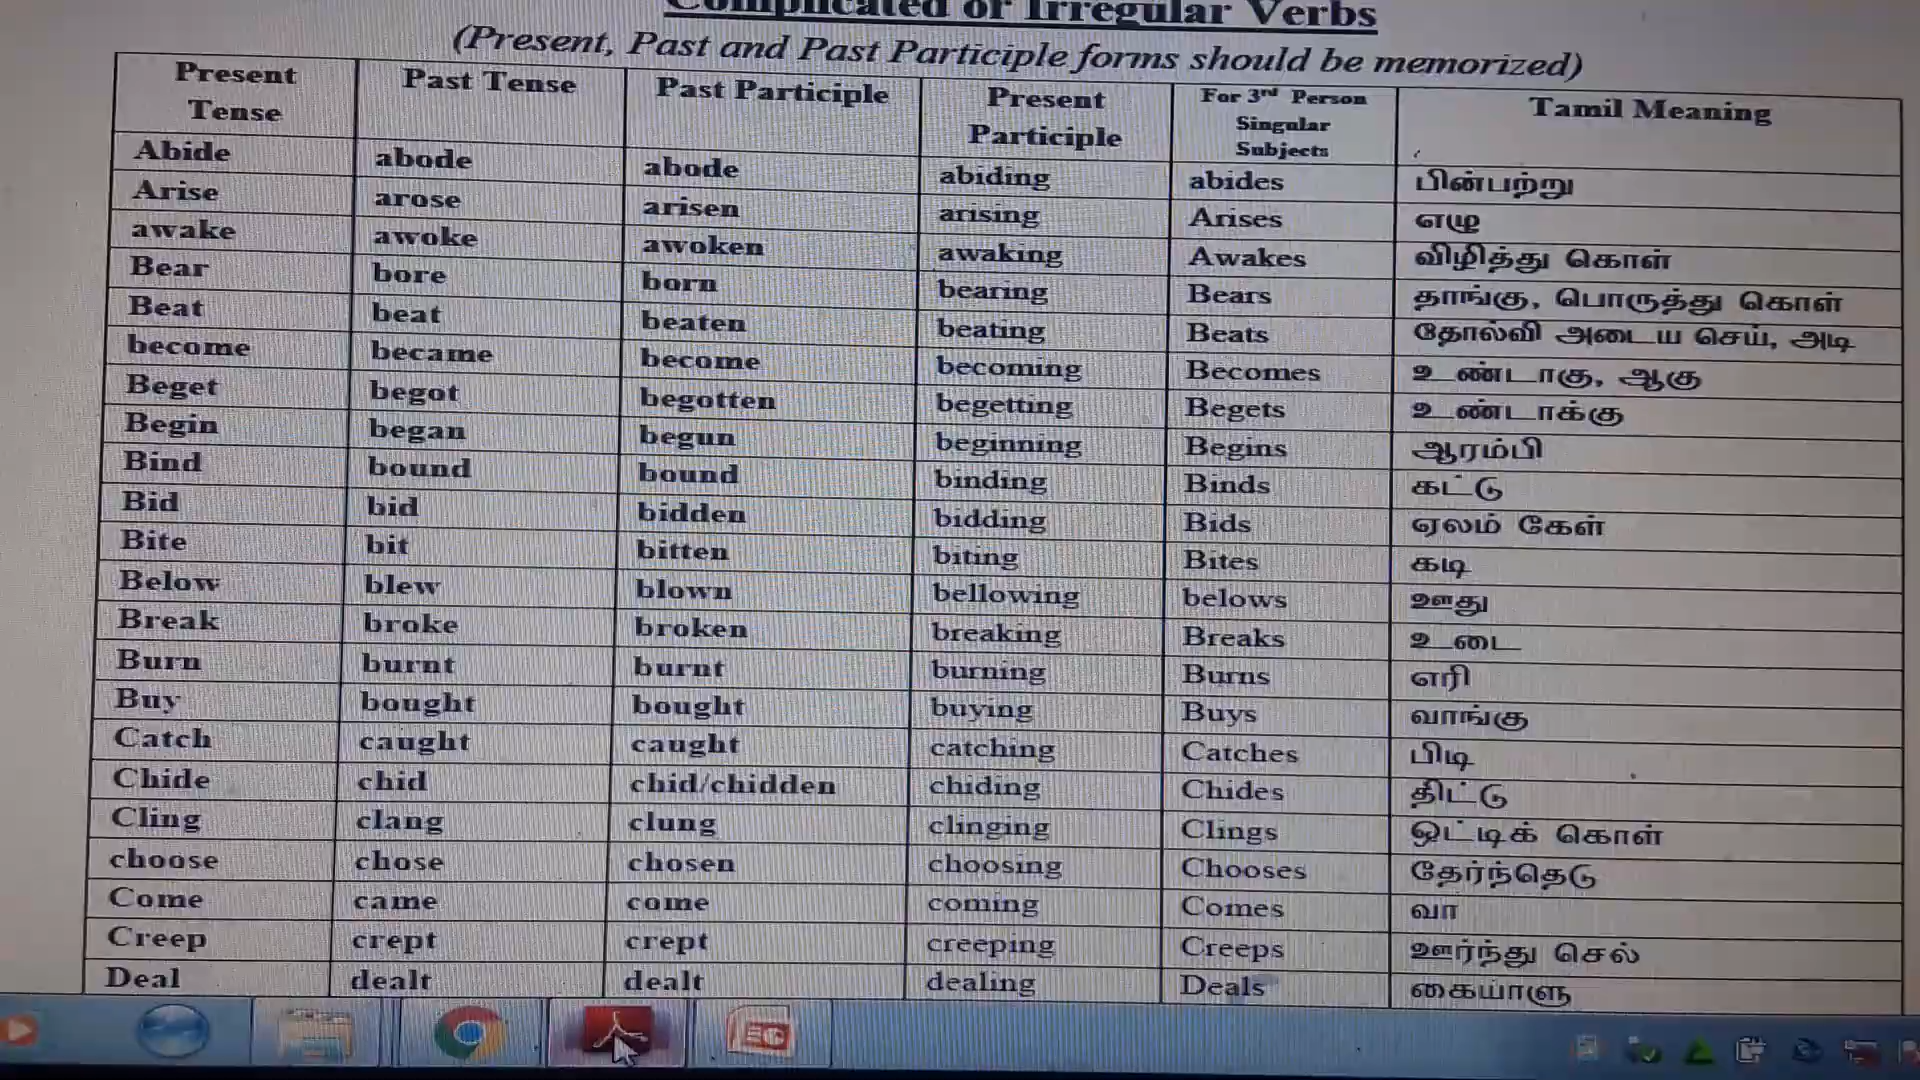 Complicated or Irregular Verbs
(Present, Past and Past Participle forms should be memorized)
Present Tense Past Tense Past Participle Present Participle For 3rd Person Singular Subjects Tamil Meaning
Abide abode abode abiding abides பின்பற்று
Arise arose arisen arising Arises எழு
awake awoke awoken awaking Awakes விழித்து கொள்
Bear bore born bearing Bears தாங்கு, பொருத்து கொள்
Beat beat beaten beating Beats தோல்வி அடைய செய், அடி
become became become becoming Becomes உண்டாகு, ஆகு
Beget begot begotten begetting Begets உண்டாக்கு
Begin began begun beginning Begins ஆரம்பி
Bind bound bound binding Binds கட்டு
Bid bid bidden bidding Bids ஏலம் கேள்
Bite bit bitten biting Bites கடி
Below blew blown bellowing belows ஊது
Break broke broken breaking Breaks உடை
Burn burnt burnt burning Burns எரி
Buy bought bought buying Buys வாங்கு
Catch caught caught catching Catches பிடி
Chide chid chid/chidden chiding Chides திட்டு
Cling clang clung clinging Clings ஒட்டிக் கொள்
choose chose chosen choosing Chooses தேர்ந்தெடு
Come came come coming Comes வா
Creep crept crept creeping Creeps ஊர்ந்து செல்
Deal dealt dealt dealing Deals கையாளு